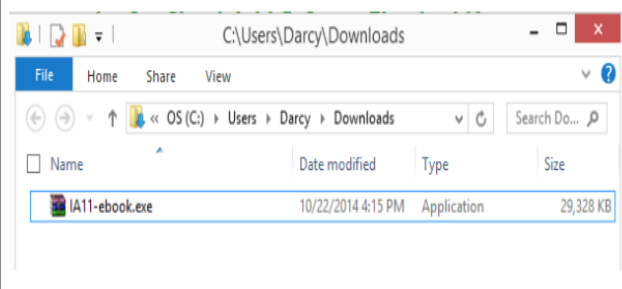 C:\Users\Darcy\Downloads
File Home Share View
« OS (C:) Users Darcy Downloads Search Do...
Name Date modified Type Size
IA11-ebook.exe 10/22/2014 4:15 PM Application 29,328 KB